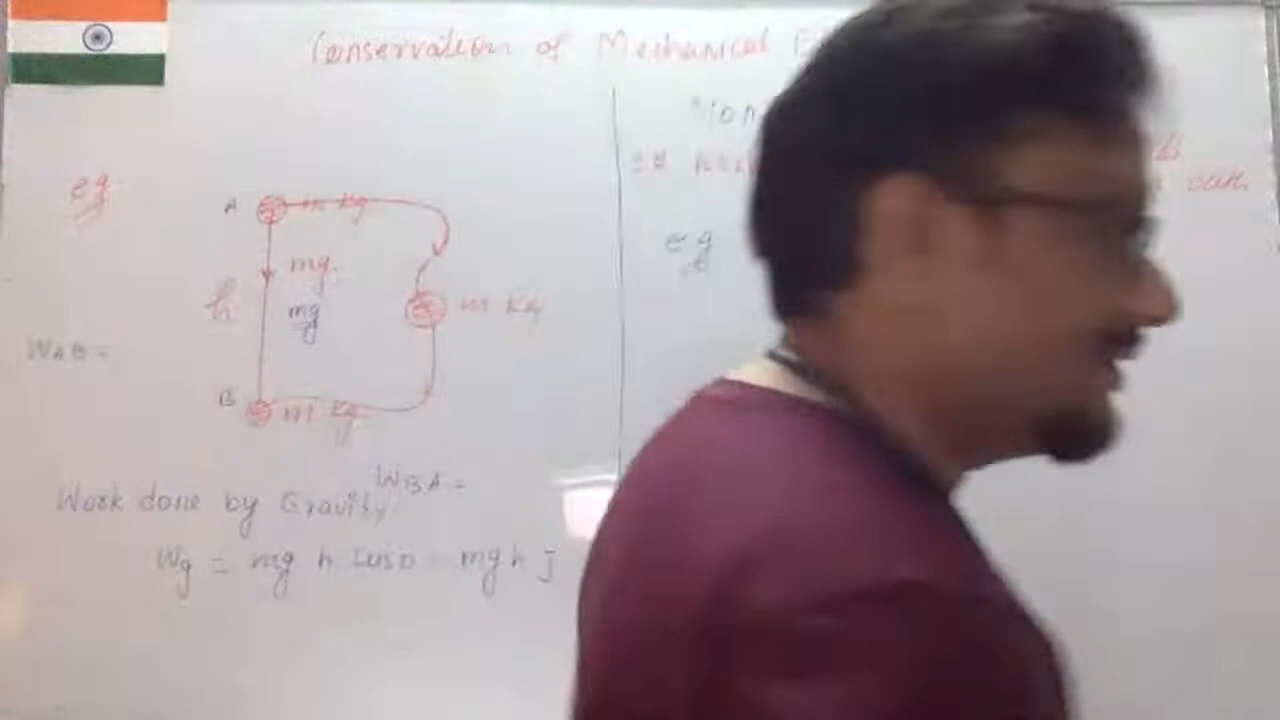 Conservation of Mechanical
eg
A m kg
mg.
h mg
m kg
WAB =
B m kg
WBA =
Work done by Gravity
Wg = mg h cos0 = mgh J
eg